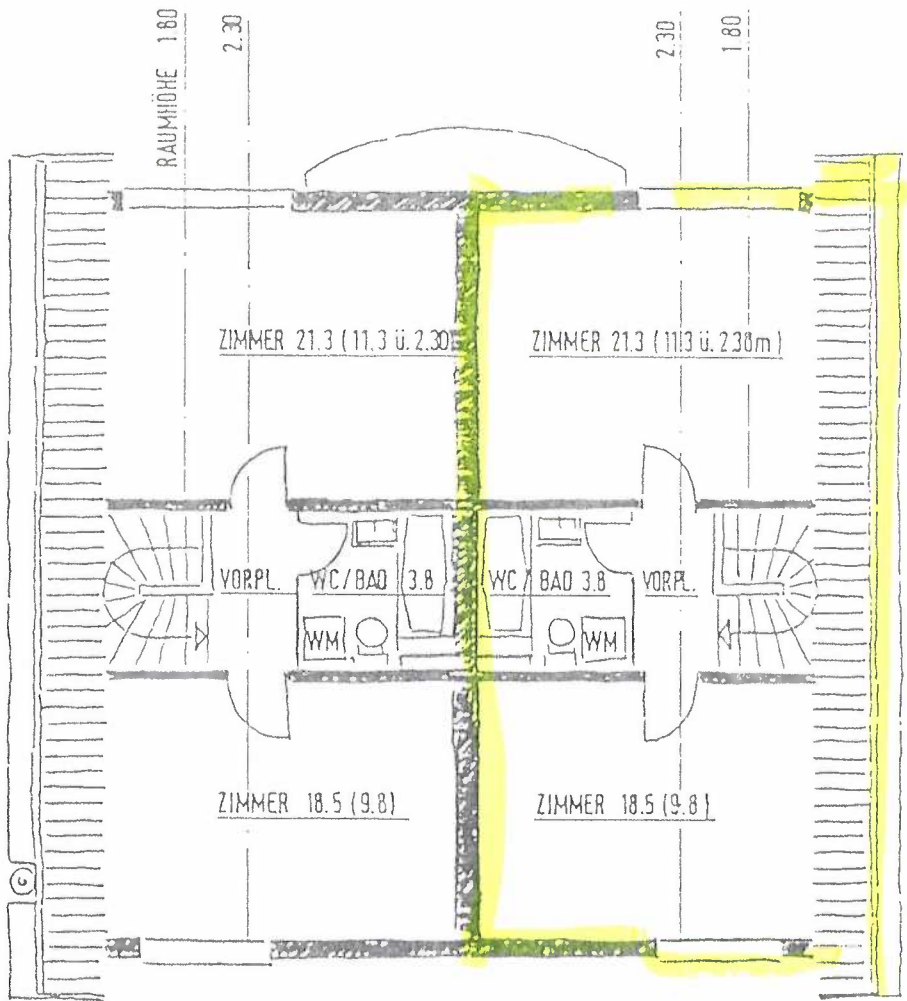 RAUMHÖHE 1.80
2.30
2.30
1.80
ZIMMER 21.3 (11.3 ü. 2.30
ZIMMER 21.3 (11.3 ü. 2.30m)
VORPL.
WC/BAD 3.8
WC/BAD 3.8
VORPL.
WM
WM
ZIMMER 18.5 (9.8)
ZIMMER 18.5 (9.8)